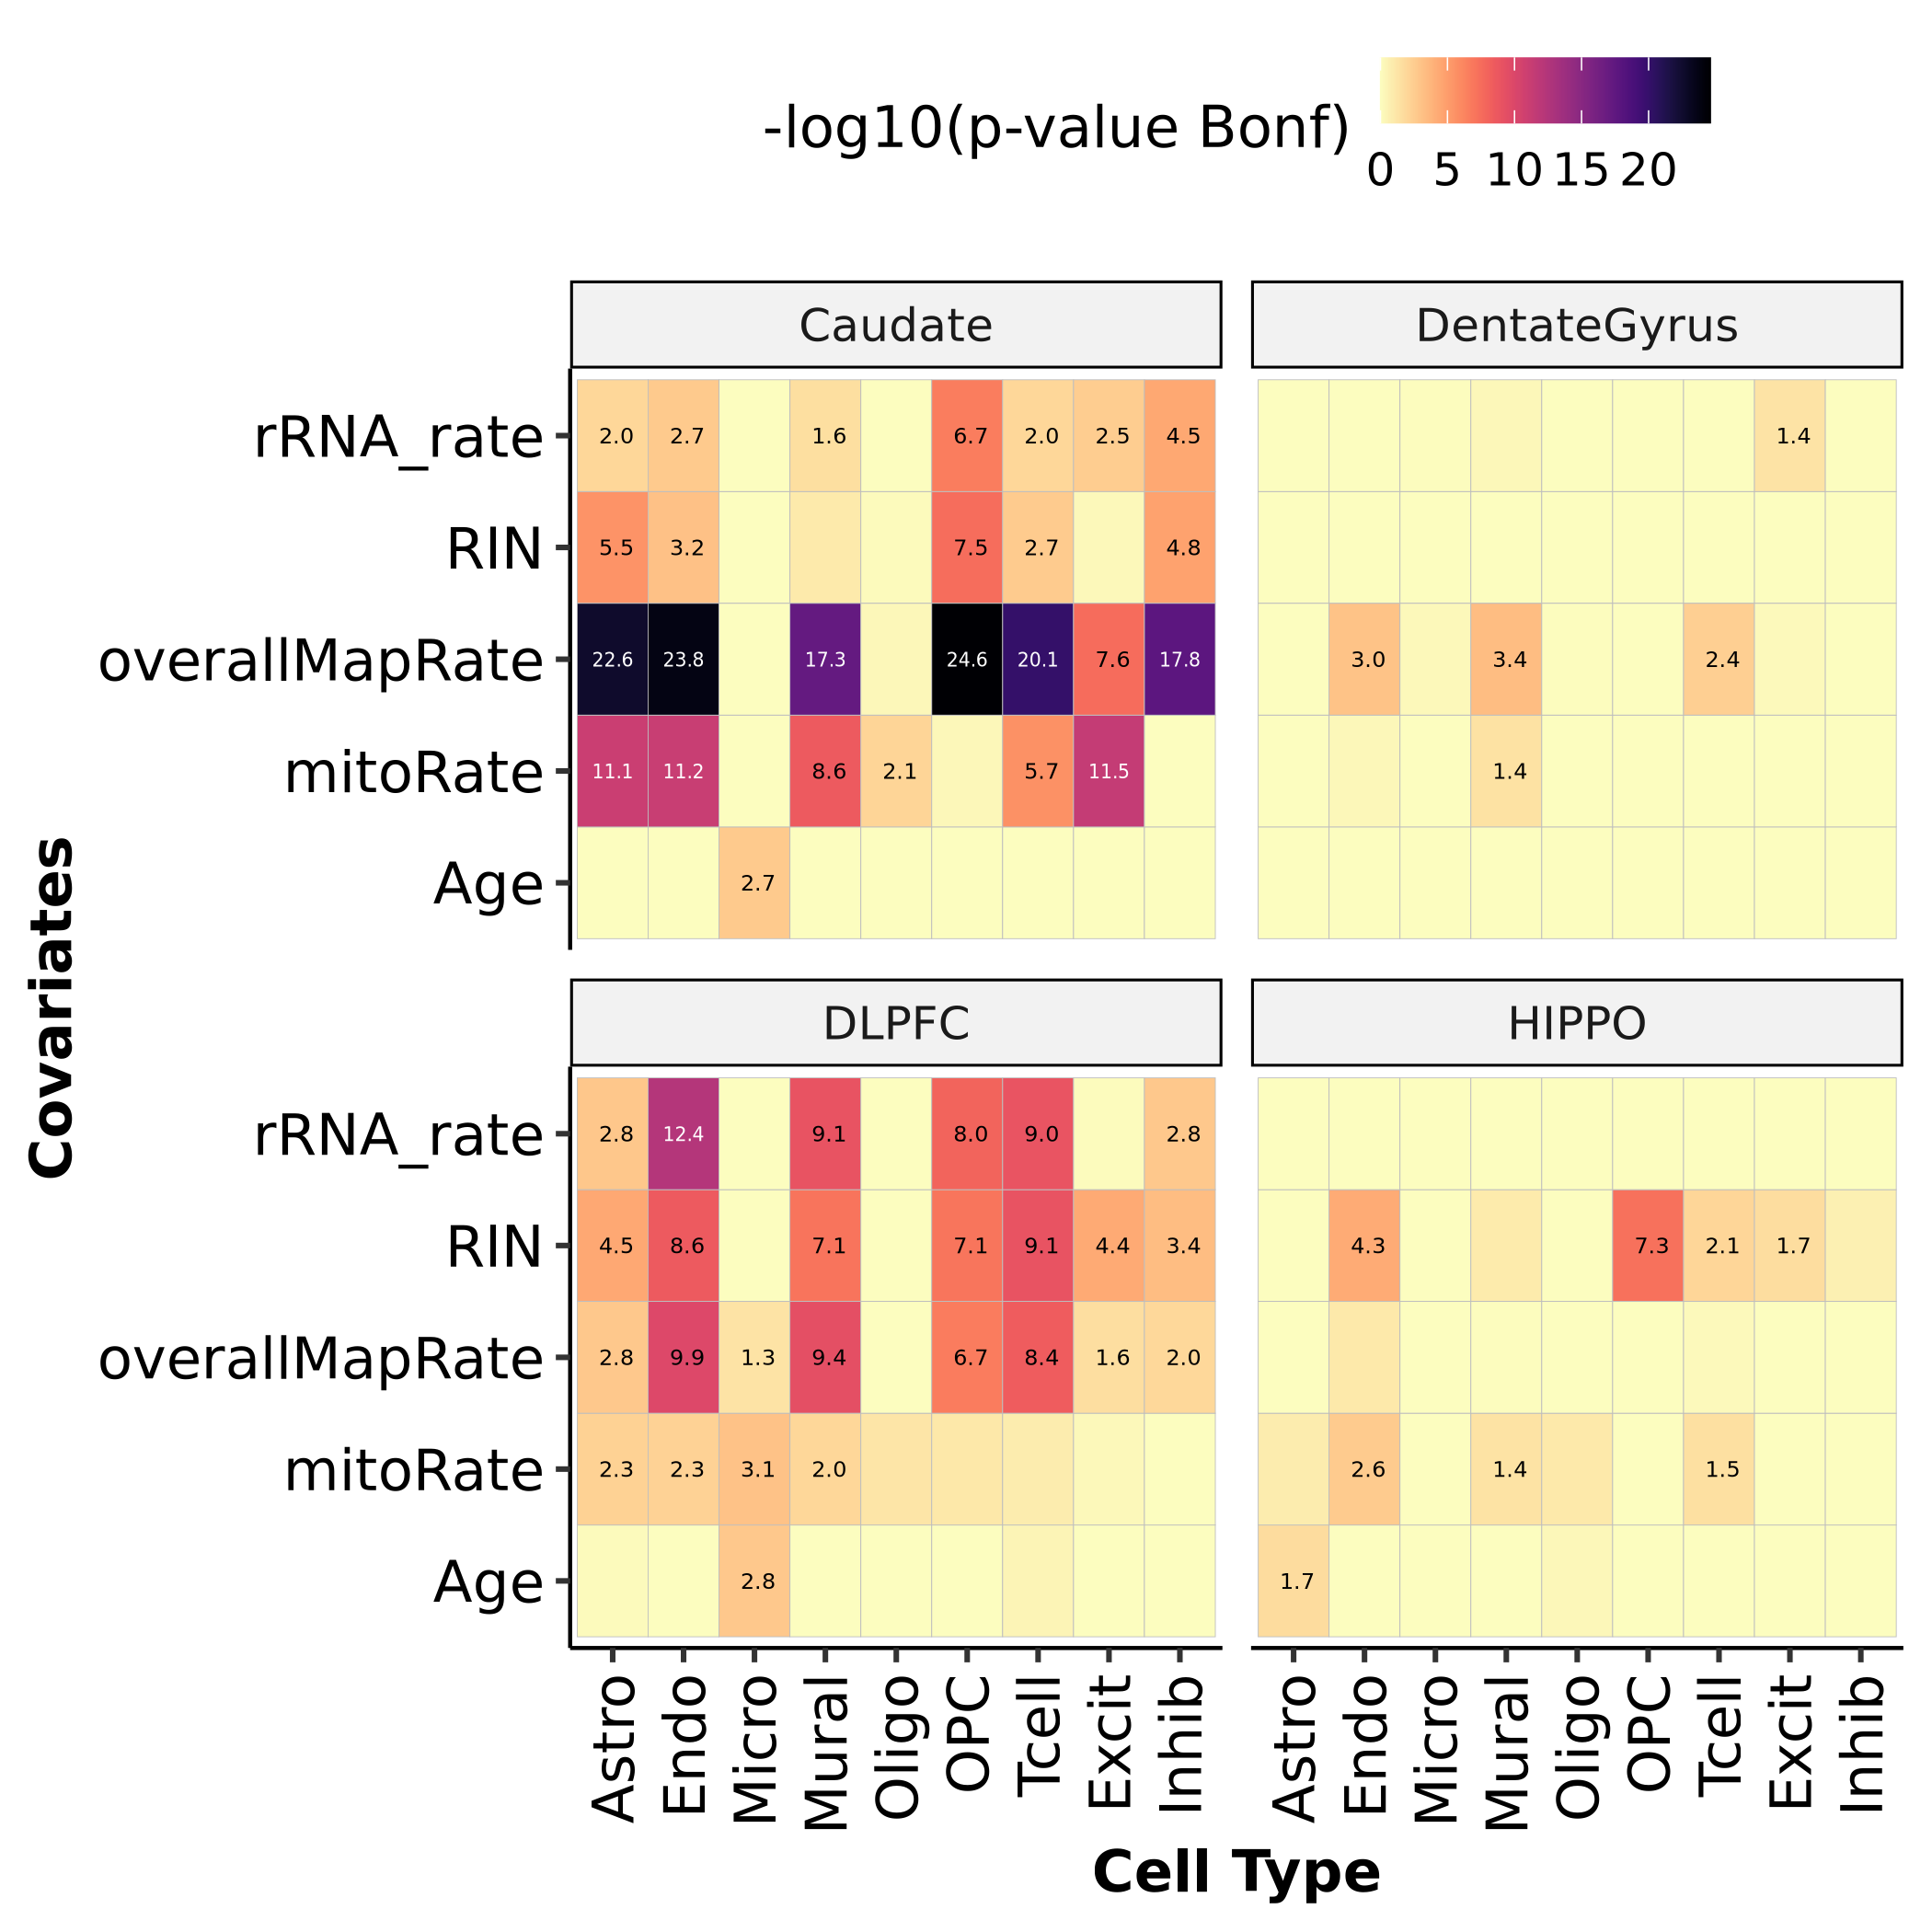 -log10(p-value Bonf)
0 5 10 15 20
Caudate DentateGyrus
rRNA_rate 2.0 2.7 1.6 6.7 2.0 2.5 4.5 1.4
RIN 5.5 3.2 7.5 2.7 4.8
overallMapRate 22.6 23.8 17.3 24.6 20.1 7.6 17.8 3.0 3.4 2.4
mitoRate 11.1 11.2 8.6 2.1 5.7 11.5 1.4
Age 2.7
Covariates
DLPFC HIPPO
rRNA_rate 2.8 12.4 9.1 8.0 9.0 2.8
RIN 4.5 8.6 7.1 7.1 9.1 4.4 3.4 4.3 7.3 2.1 1.7
overallMapRate 2.8 9.9 1.3 9.4 6.7 8.4 1.6 2.0
mitoRate 2.3 2.3 3.1 2.0 2.6 1.4 1.5
Age 2.8 1.7
Astro Endo Micro Mural Oligo OPC Tcell Excit Inhib Astro Endo Micro Mural Oligo OPC Tcell Excit Inhib
Cell Type